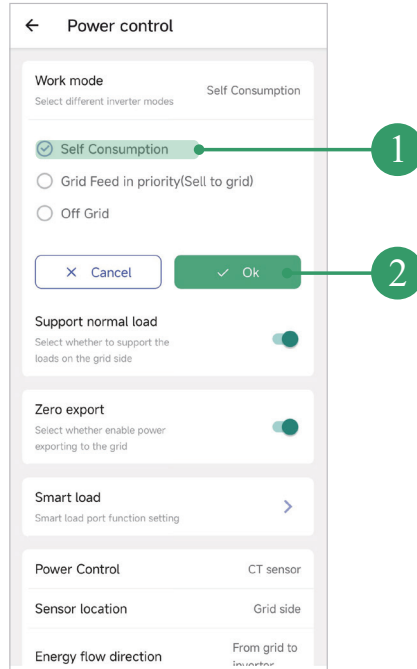 Power control
Work mode
Select different inverter modes
Self Consumption
Self Consumption
1
Grid Feed in priority(Sell to grid)
Off Grid
Cancel
Ok
2
Support normal load
Select whether to support the
loads on the grid side
Zero export
Select whether enable power
exporting to the grid
Smart load
Smart load port function setting
Power Control
CT sensor
Sensor location
Grid side
Energy flow direction
From grid to
inverter